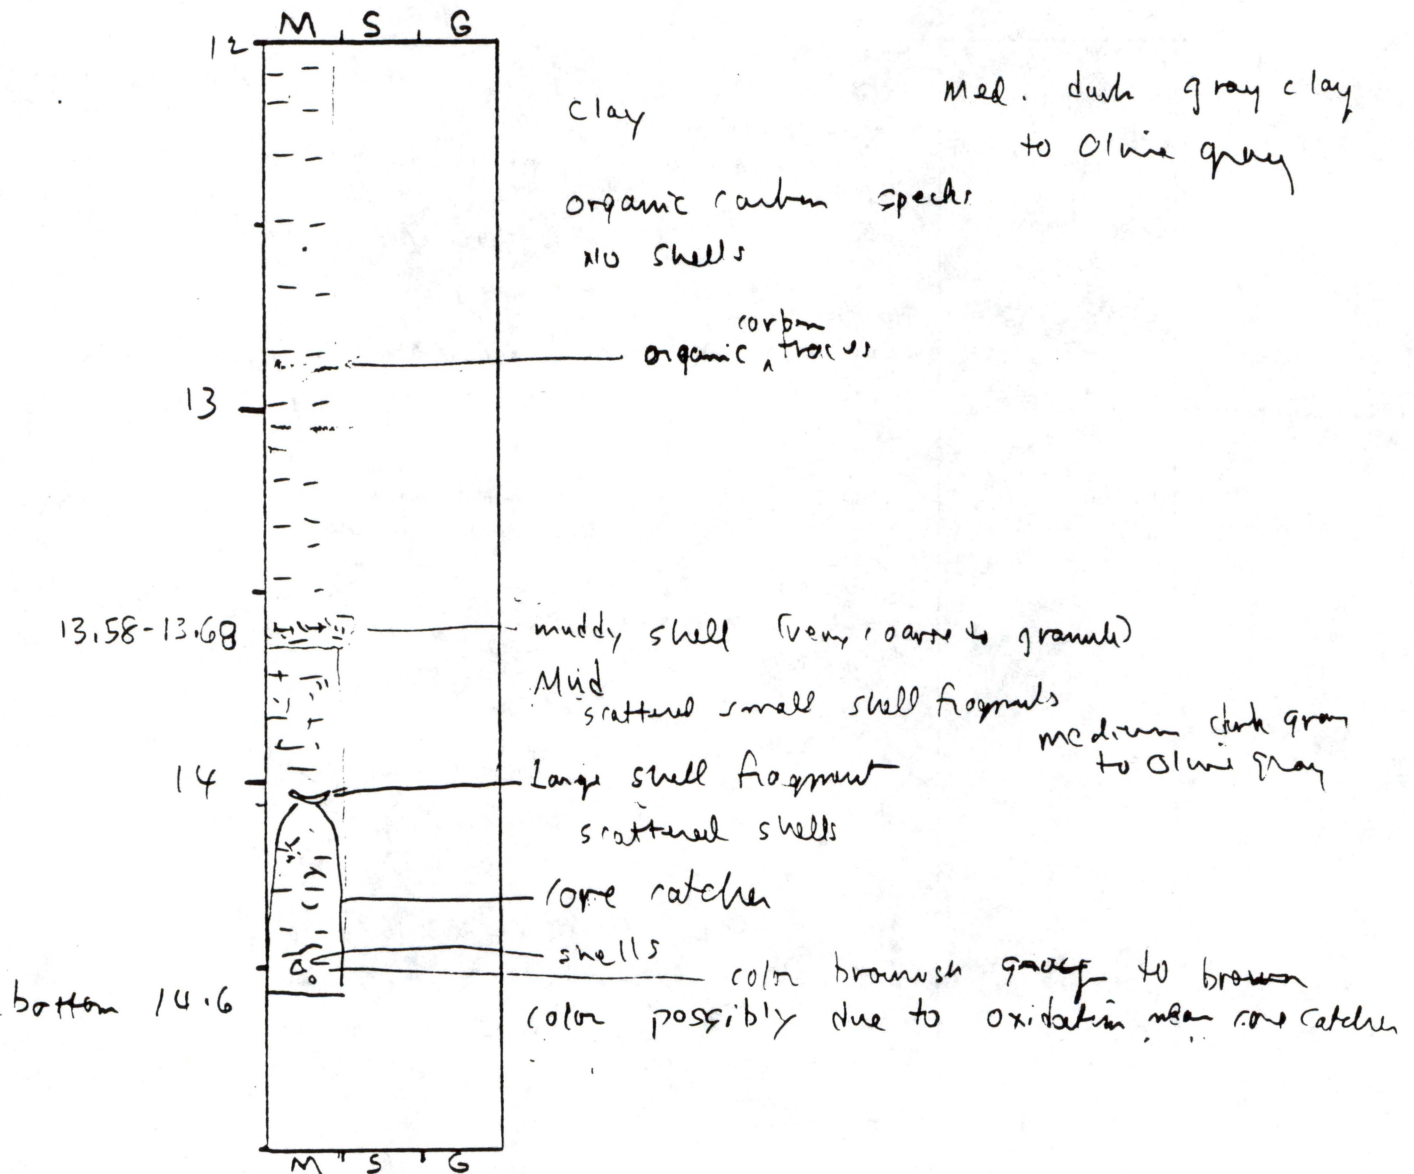 M S G
12
Clay
med. dark gray clay
to Olive gray
organic carbon specks
No shells
carbon
organic ^ traces
13
13.58-13.68
muddy shell (very coarse to granule)
Mud
scattered small shell fragments
medium dark gray
to Olive gray
14
Large shell fragment
scattered shells
core catcher
shells
color brownish gray to brown
bottom 14.6
color possibly due to oxidation near core catcher
M S G